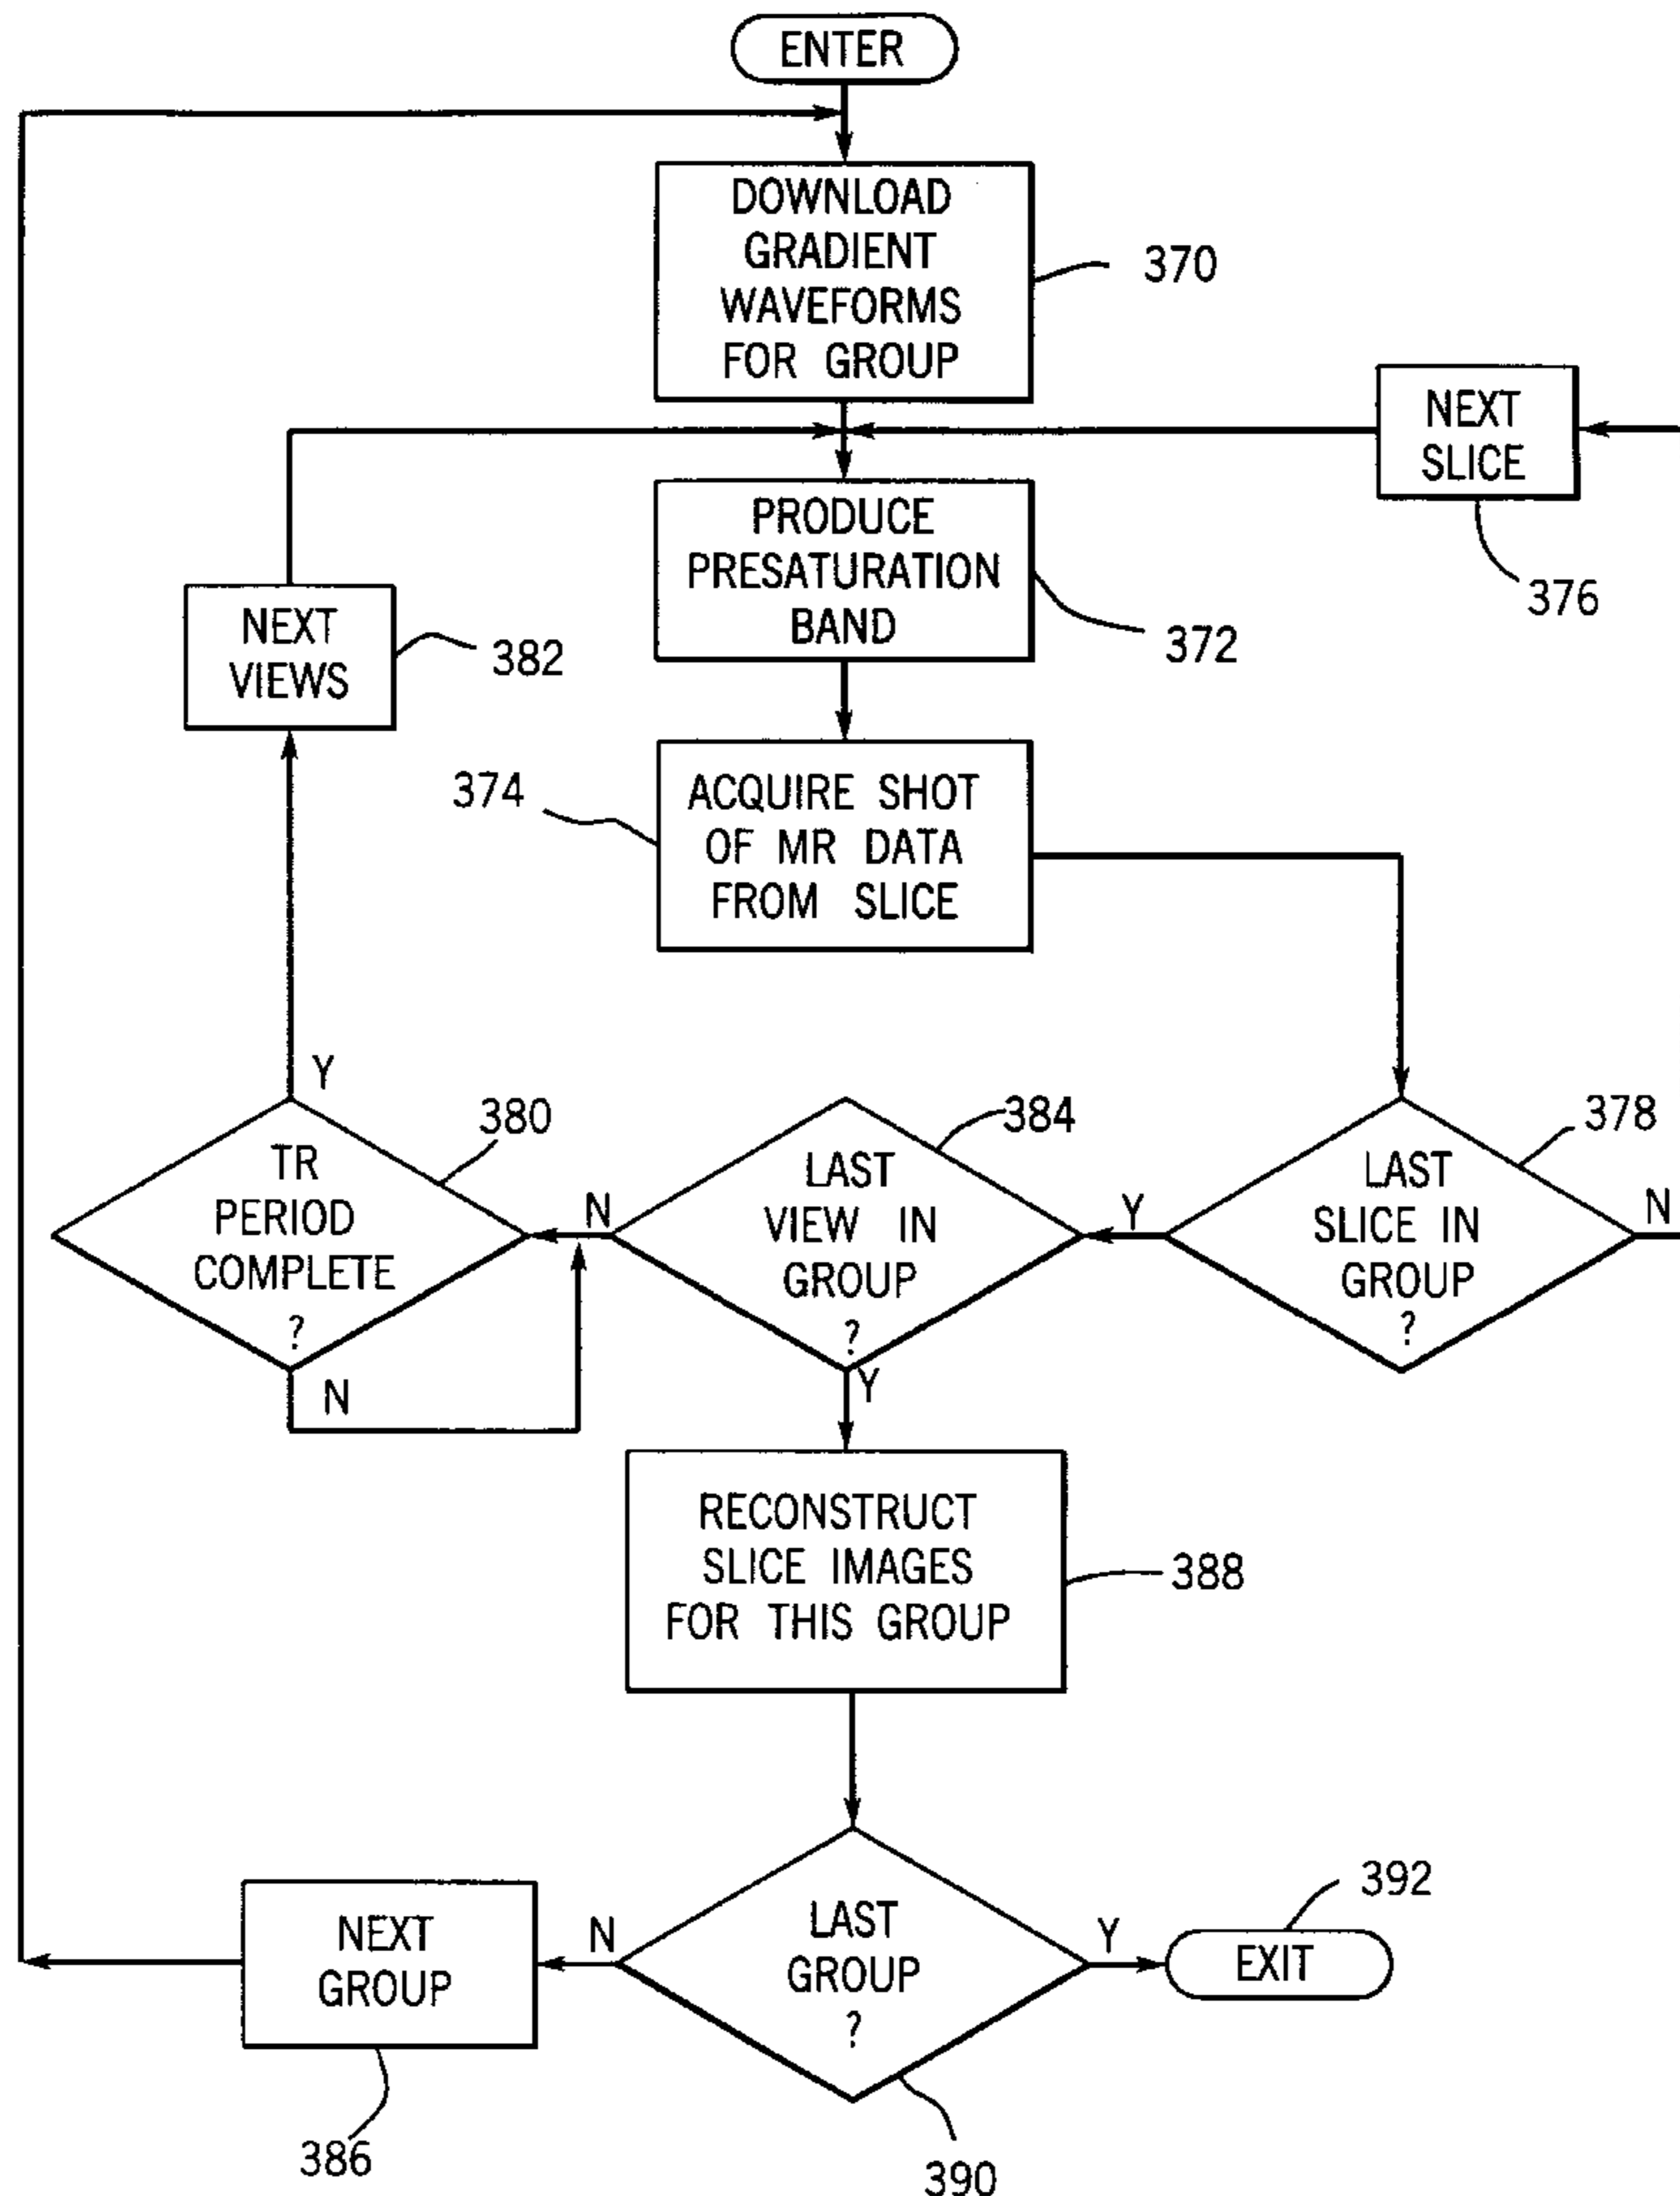 ENTER
DOWNLOAD
GRADIENT
WAVEFORMS
FOR GROUP
370
NEXT
SLICE
376
PRODUCE
PRESATURATION
BAND
372
NEXT
VIEWS
382
374
ACQUIRE SHOT
OF MR DATA
FROM SLICE
Y
TR
PERIOD
COMPLETE
?
380
N
N
LAST
VIEW IN
GROUP
?
384
Y
Y
LAST
SLICE IN
GROUP
?
378
N
RECONSTRUCT
SLICE IMAGES
FOR THIS GROUP
388
NEXT
GROUP
386
N
LAST
GROUP
?
390
Y
EXIT
392